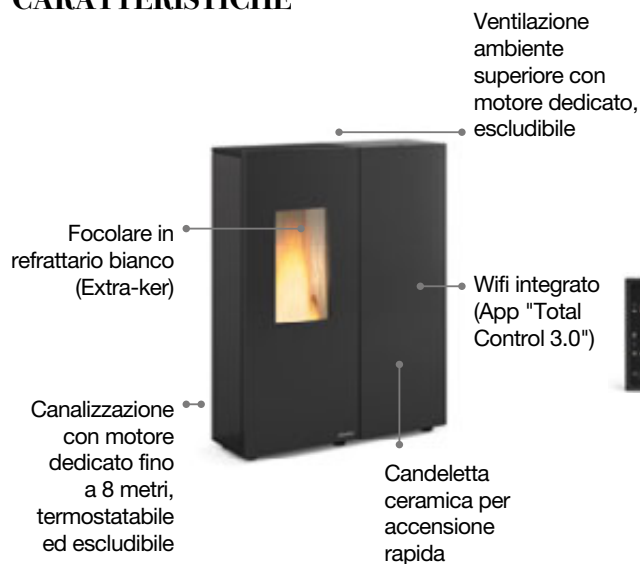 CARATTERISTICHE
Ventilazione
ambiente
superiore con
motore dedicato,
escludibile
Focolare in
refrattario bianco
(Extra-ker)
Wifi integrato
(App "Total
Control 3.0")
Canalizzazione
con motore
dedicato fino
a 8 metri,
termostatabile
ed escludibile
Candeletta
ceramica per
accensione
rapida